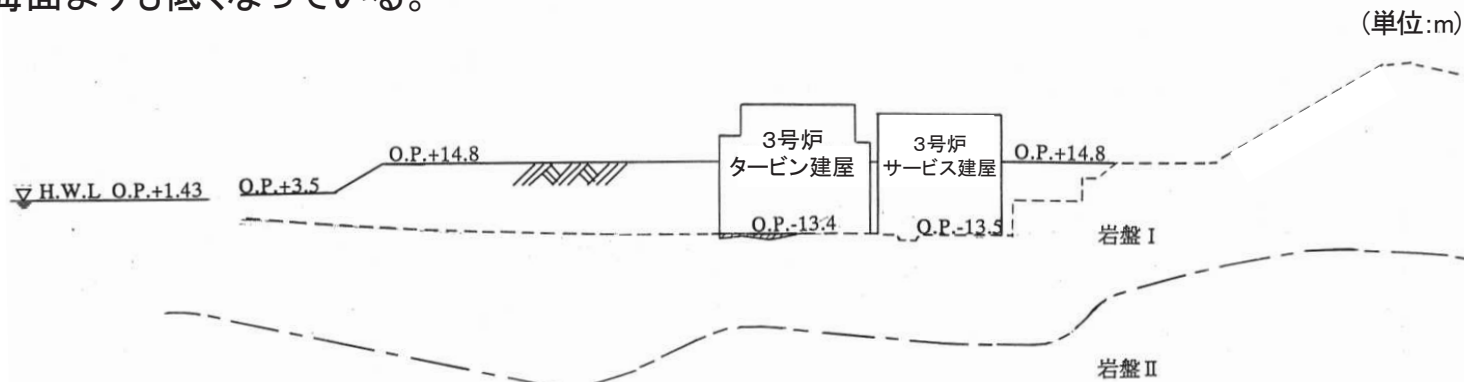 海面よりも低くなっている。
(単位:m)
3号炉
タービン建屋
3号炉
サービス建屋
O.P.+14.8
O.P.+14.8
H.W.L O.P.+1.43
O.P.+3.5
O.P.-13.4
O.P.-13.5
岩盤Ⅰ
岩盤Ⅱ